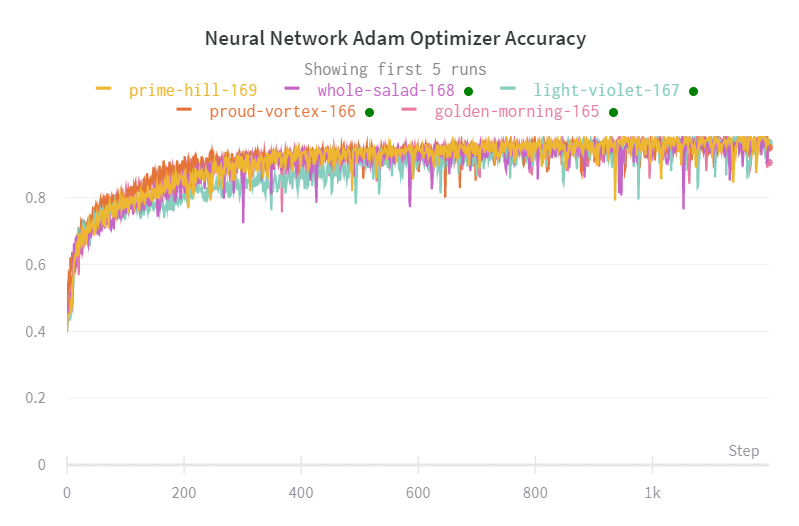 Neural Network Adam Optimizer Accuracy
Showing first 5 runs
prime-hill-169 whole-salad-168 light-violet-167
proud-vortex-166 golden-morning-165
0.8
0.6
0.4
0.2
Step
0
0 200 400 600 800 1k